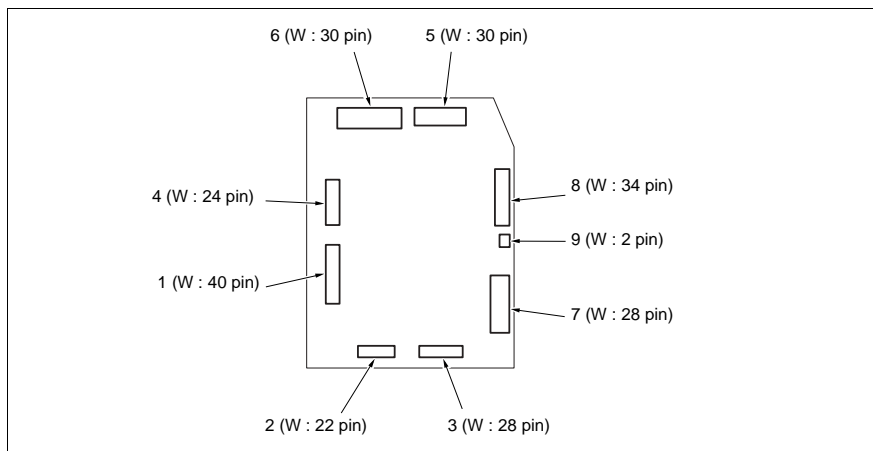 6 (W : 30 pin)
5 (W : 30 pin)
4 (W : 24 pin)
8 (W : 34 pin)
9 (W : 2 pin)
1 (W : 40 pin)
7 (W : 28 pin)
2 (W : 22 pin)
3 (W : 28 pin)